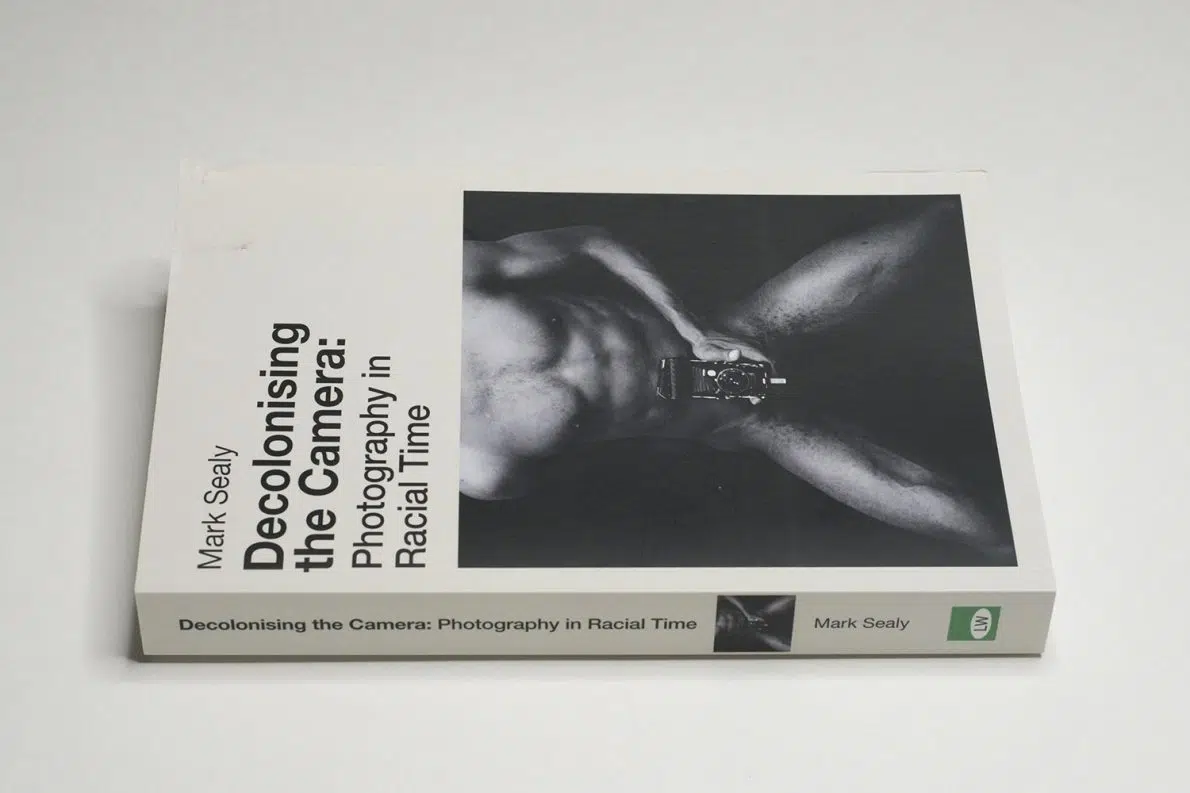 Mark Sealy
Decolonising
the Camera:
Photography in
Racial Time
Decolonising the Camera: Photography in Racial Time
Mark Sealy
LW